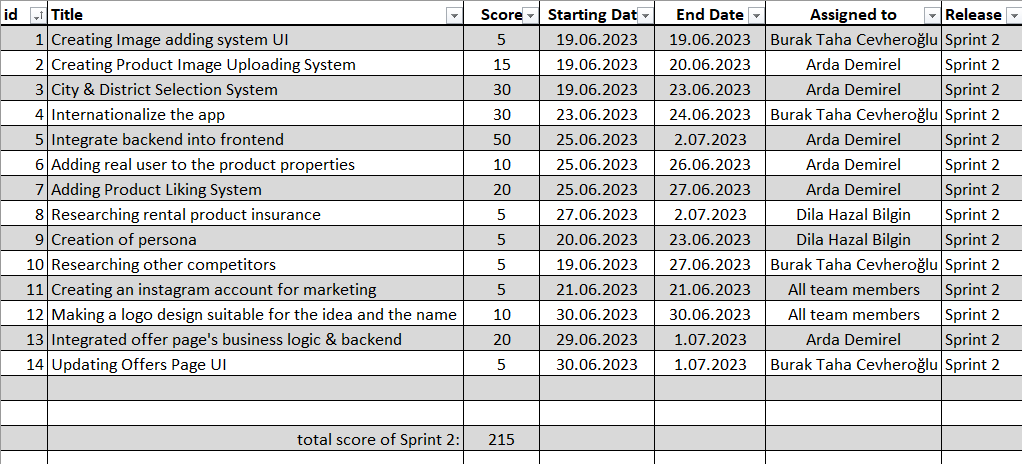 id Title Score Starting Dat End Date Assigned to Release
1 Creating Image adding system UI 5 19.06.2023 19.06.2023 Burak Taha Cevheroğlu Sprint 2
2 Creating Product Image Uploading System 15 19.06.2023 20.06.2023 Arda Demirel Sprint 2
3 City & District Selection System 30 19.06.2023 23.06.2023 Arda Demirel Sprint 2
4 Internationalize the app 30 23.06.2023 24.06.2023 Burak Taha Cevheroğlu Sprint 2
5 Integrate backend into frontend 50 25.06.2023 2.07.2023 Arda Demirel Sprint 2
6 Adding real user to the product properties 10 25.06.2023 26.06.2023 Arda Demirel Sprint 2
7 Adding Product Liking System 20 25.06.2023 27.06.2023 Arda Demirel Sprint 2
8 Researching rental product insurance 5 27.06.2023 2.07.2023 Dila Hazal Bilgin Sprint 2
9 Creation of persona 5 20.06.2023 23.06.2023 Dila Hazal Bilgin Sprint 2
10 Researching other competitors 5 19.06.2023 27.06.2023 Burak Taha Cevheroğlu Sprint 2
11 Creating an instagram account for marketing 5 21.06.2023 21.06.2023 All team members Sprint 2
12 Making a logo design suitable for the idea and the name 10 30.06.2023 30.06.2023 All team members Sprint 2
13 Integrated offer page's business logic & backend 20 29.06.2023 1.07.2023 Arda Demirel Sprint 2
14 Updating Offers Page UI 5 30.06.2023 1.07.2023 Burak Taha Cevheroğlu Sprint 2
total score of Sprint 2: 215